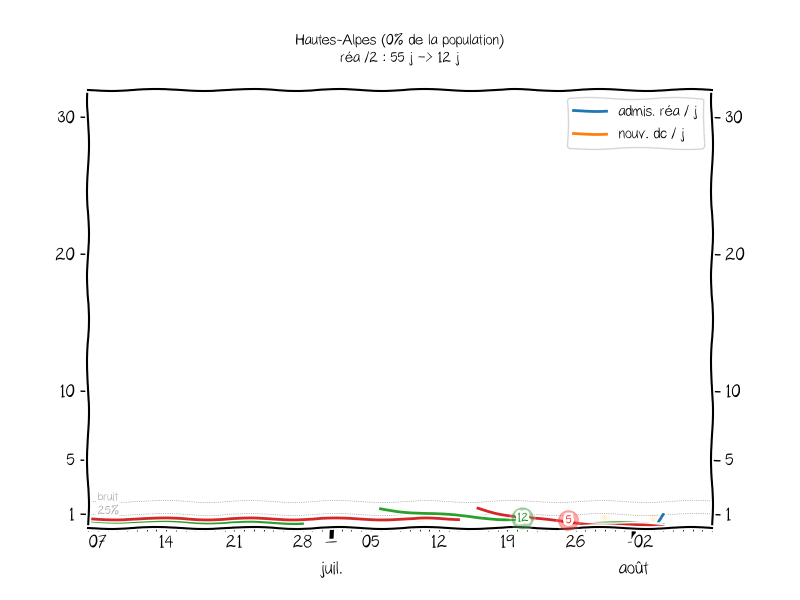 Hautes-Alpes (0% de la population)
réa /2 : 55 j -> 12 j
admis. réa / j
nouv. dc / j
30
30
20
20
10
10
5
5
bruit
25%
1
1
12
5
07 14 21 28 05 12 19 26 02
juil. août